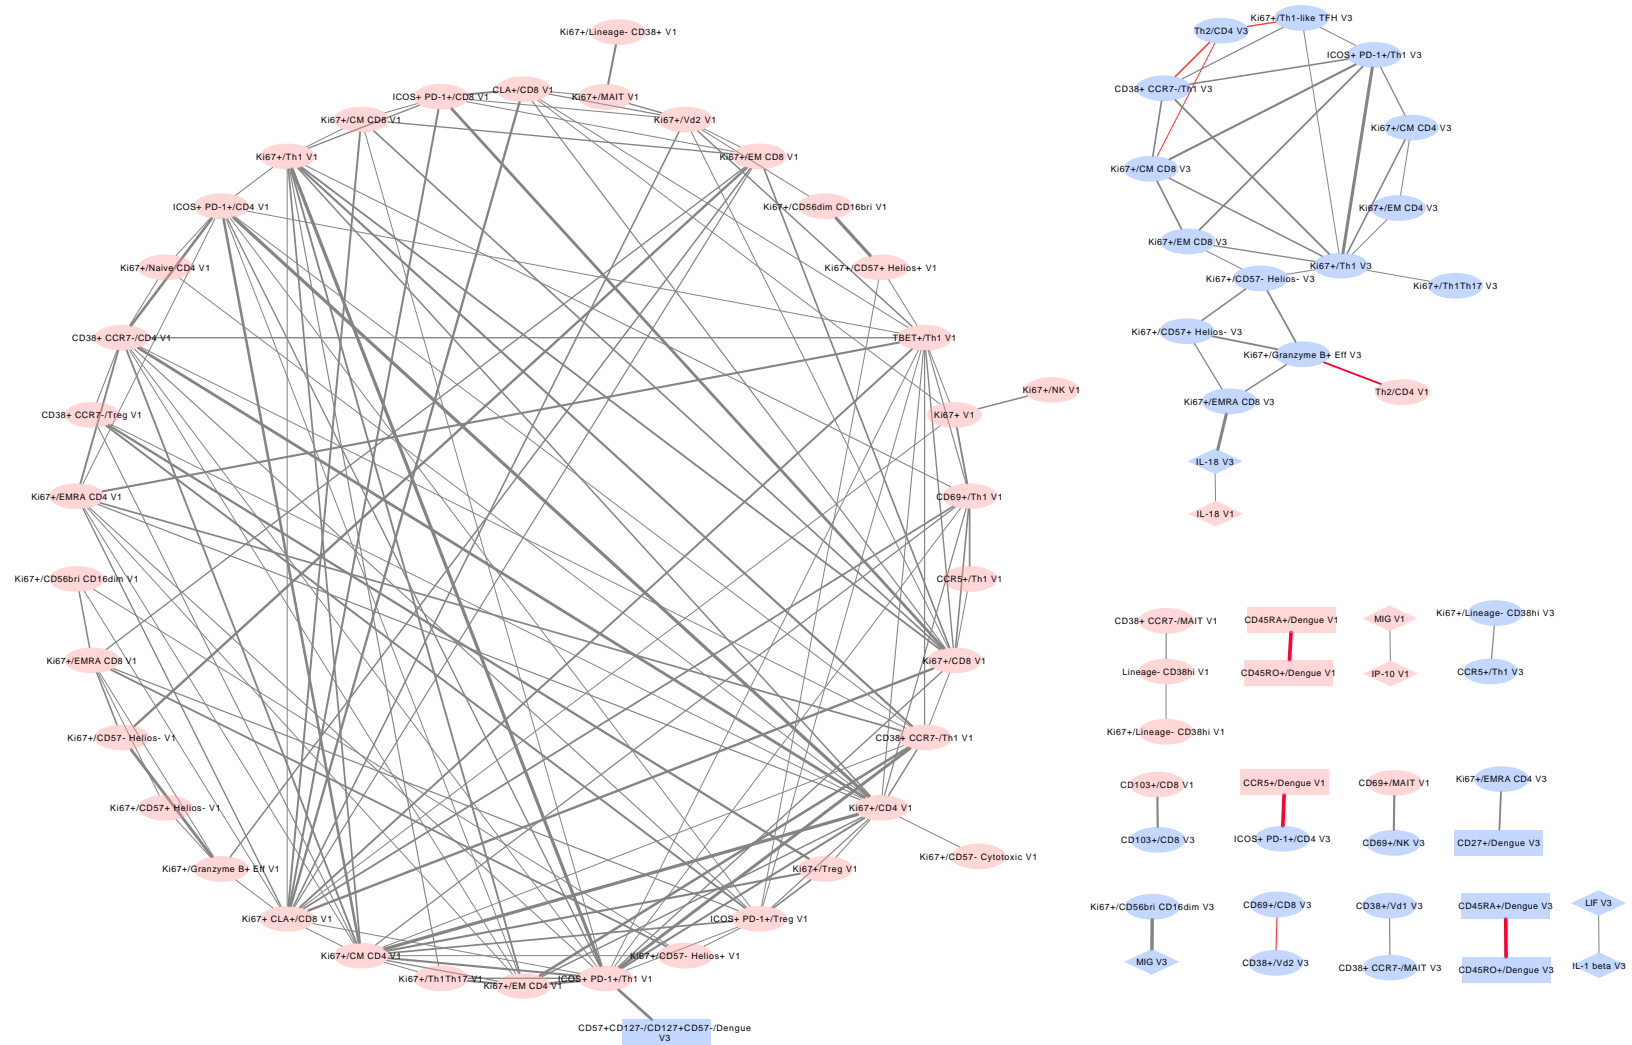 Ki67+/Lineage- CD38+ V1
CLA+/CD8 V1
ICOS+ PD-1+/CD8 V1
Ki67+/MAIT V1
Ki67+/CM CD8 V1
Ki67+/Vd2 V1
Ki67+/Th1 V1
Ki67+/EM CD8 V1
ICOS+ PD-1+/CD4 V1
Ki67+/CD56dim CD16bri V1
Ki67+/Naive CD4 V1
Ki67+/CD57+ Helios+ V1
CD38+ CCR7-/CD4 V1
TBET+/Th1 V1
Ki67+/NK V1
CD38+ CCR7-/Treg V1
Ki67+ V1
Ki67+/EMRA CD4 V1
CD69+/Th1 V1
Ki67+/CD56bri CD16dim V1
CCR5+/Th1 V1
Ki67+/EMRA CD8 V1
Ki67+/CD8 V1
Ki67+/CD57- Helios- V1
CD38+ CCR7-/Th1 V1
Ki67+/CD57+ Helios- V1
Ki67+/CD4 V1
Ki67+/CD57- Cytotoxic V1
Ki67+/Granzyme B+ Eff V1
Ki67+/Treg V1
Ki67+ CLA+/CD8 V1
ICOS+ PD-1+/Treg V1
Ki67+/CM CD4 V1
Ki67+/CD57- Helios+ V1
Ki67+/Th1Th17 V1
Ki67+/EM CD4 V1
ICOS+ PD-1+/Th1 V1
CD57+CD127-/CD127+CD57-/Dengue
V3
Ki67+/Th1-like TFH V3
Th2/CD4 V3
ICOS+ PD-1+/Th1 V3
CD38+ CCR7-/Th1 V3
Ki67+/CM CD4 V3
Ki67+/CM CD8 V3
Ki67+/EM CD4 V3
Ki67+/EM CD8 V3
Ki67+/Th1 V3
Ki67+/CD57- Helios- V3
Ki67+/Th1Th17 V3
Ki67+/CD57+ Helios- V3
Ki67+/Granzyme B+ Eff V3
Th2/CD4 V1
Ki67+/EMRA CD8 V3
IL-18 V3
IL-18 V1
CD38+ CCR7-/MAIT V1
CD45RA+/Dengue V1
MIG V1
Ki67+/Lineage- CD38hi V3
Lineage- CD38hi V1
CD45RO+/Dengue V1
IP-10 V1
CCR5+/Th1 V3
Ki67+/Lineage- CD38hi V1
CD103+/CD8 V1
CCR5+/Dengue V1
CD69+/MAIT V1
Ki67+/EMRA CD4 V3
CD103+/CD8 V3
ICOS+ PD-1+/CD4 V3
CD69+/NK V3
CD27+/Dengue V3
Ki67+/CD56bri CD16dim V3
CD69+/CD8 V3
CD38+/Vd1 V3
CD45RA+/Dengue V3
LIF V3
MIG V3
CD38+/Vd2 V3
CD38+ CCR7-/MAIT V3
CD45RO+/Dengue V3
IL-1 beta V3